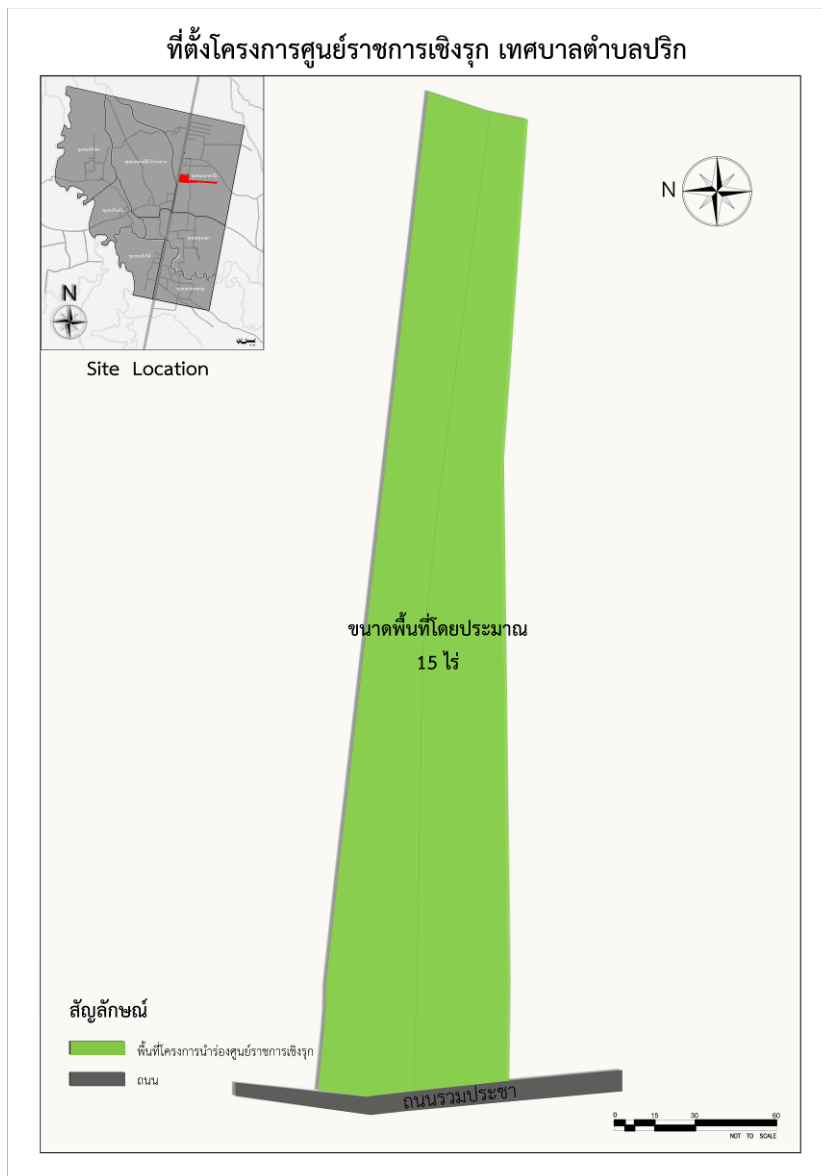 ที่ตั้งโครงการศูนย์ราชการเชิงรุก เทศบาลตำบลปริก
N
Site Location
N
ขนาดพื้นที่โดยประมาณ
15 ไร่
สัญลักษณ์
พื้นที่โครงการนำร่องศูนย์ราชการเชิงรุก
ถนน
ถนนรวมประชา
0 15 30 60
NOT TO SCALE